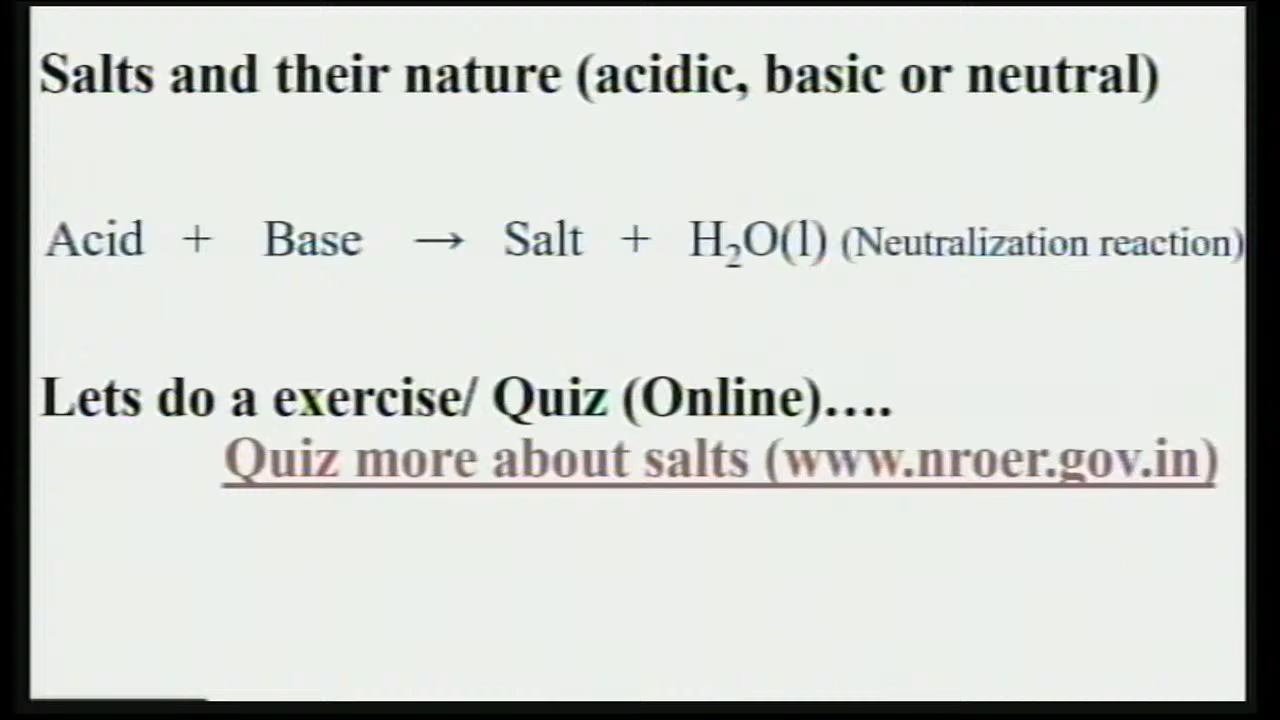 Salts and their nature (acidic, basic or neutral)
Acid + Base → Salt + H₂O(l) (Neutralization reaction)
Lets do a exercise/ Quiz (Online)....
Quiz more about salts (www.nroer.gov.in)